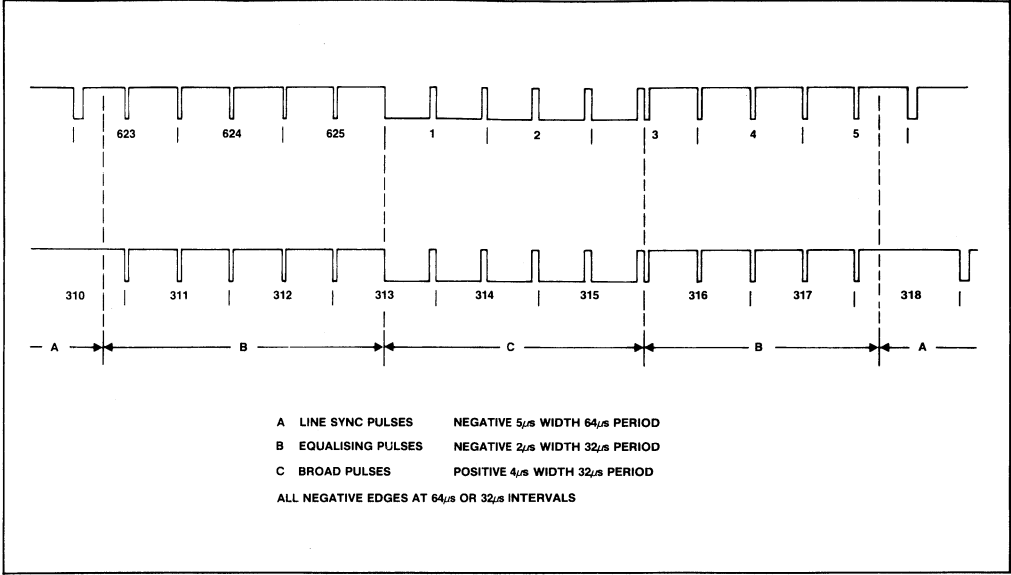 623 624 625 1 2 3 4 5
310 311 312 313 314 315 316 317 318
A B C B A
A LINE SYNC PULSES NEGATIVE 5µs WIDTH 64µs PERIOD
B EQUALISING PULSES NEGATIVE 2µs WIDTH 32µs PERIOD
C BROAD PULSES POSITIVE 4µs WIDTH 32µs PERIOD
ALL NEGATIVE EDGES AT 64µs OR 32µs INTERVALS